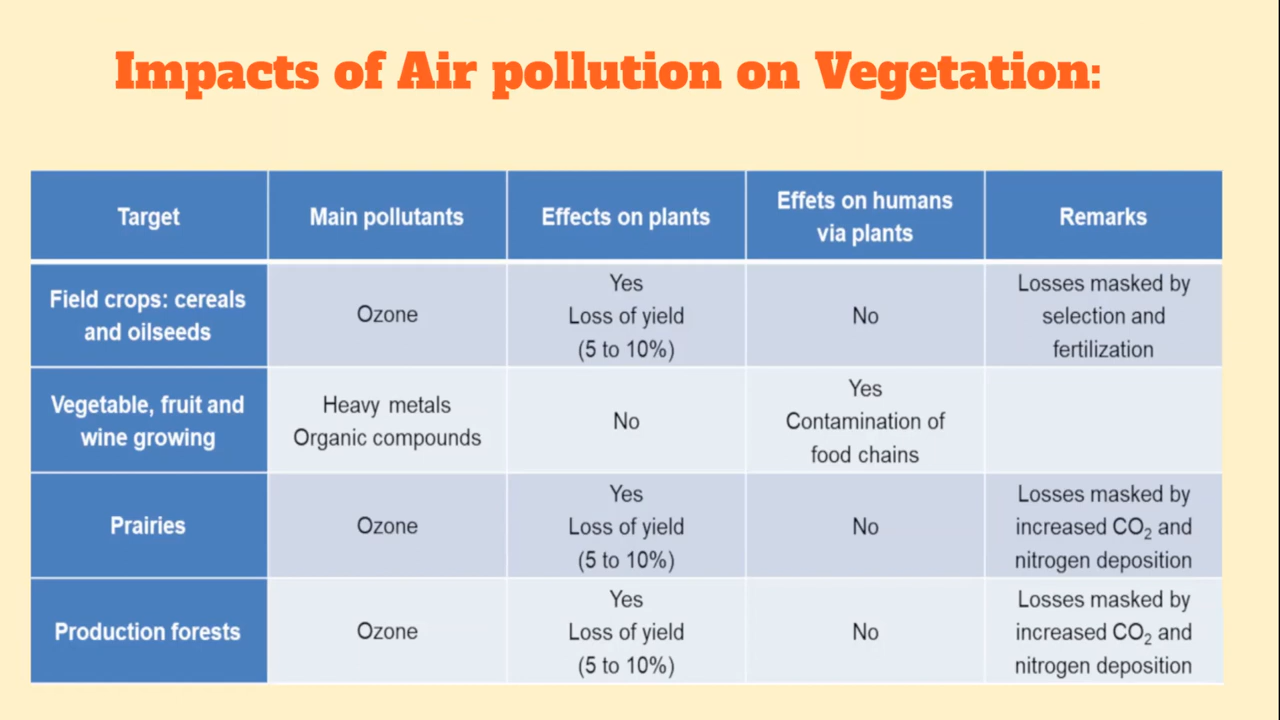 Impacts of Air pollution on Vegetation:
Target
Main pollutants
Effects on plants
Effets on humans
via plants
Remarks
Field crops: cereals
and oilseeds
Ozone
Yes
Loss of yield
(5 to 10%)
No
Losses masked by
selection and
fertilization
Vegetable, fruit and
wine growing
Heavy metals
Organic compounds
No
Yes
Contamination of
food chains
Prairies
Ozone
Yes
Loss of yield
(5 to 10%)
No
Losses masked by
increased CO₂ and
nitrogen deposition
Production forests
Ozone
Yes
Loss of yield
(5 to 10%)
No
Losses masked by
increased CO₂ and
nitrogen deposition